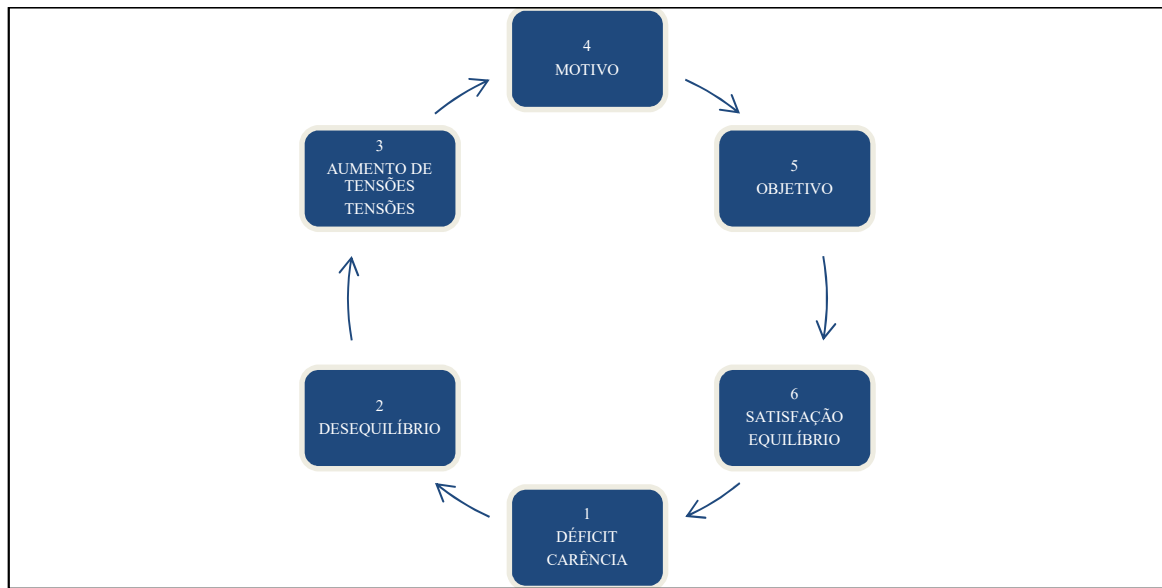 4
MOTIVO
3
AUMENTO DE
TENSÕES
TENSÕES
5
OBJETIVO
2
DESEQUILÍBRIO
6
SATISFAÇÃO
EQUILÍBRIO
1
DÉFICIT
CARÊNCIA